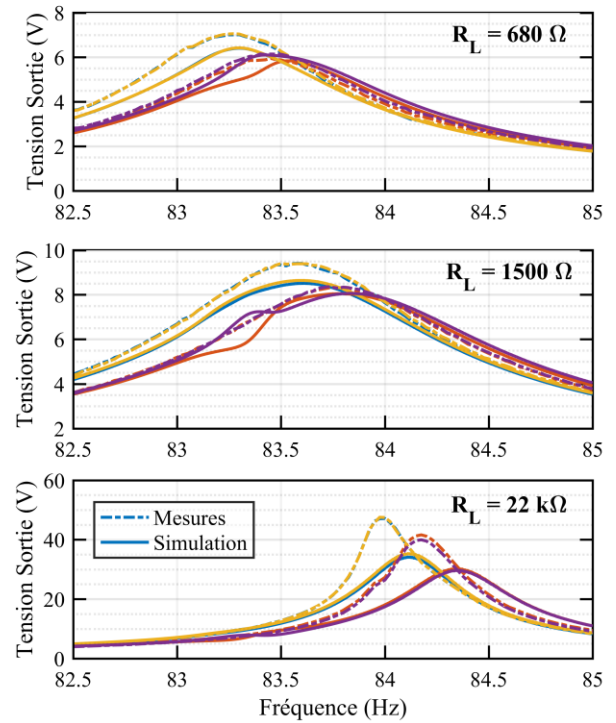 Tension Sortie (V)
8
6
4
2
0
R_L = 680 Ω
82.5 83 83.5 84 84.5 85
Tension Sortie (V)
10
8
6
4
2
R_L = 1500 Ω
82.5 83 83.5 84 84.5 85
Tension Sortie (V)
60
40
20
0
R_L = 22 kΩ
Mesures
Simulation
82.5 83 83.5 84 84.5 85
Fréquence (Hz)